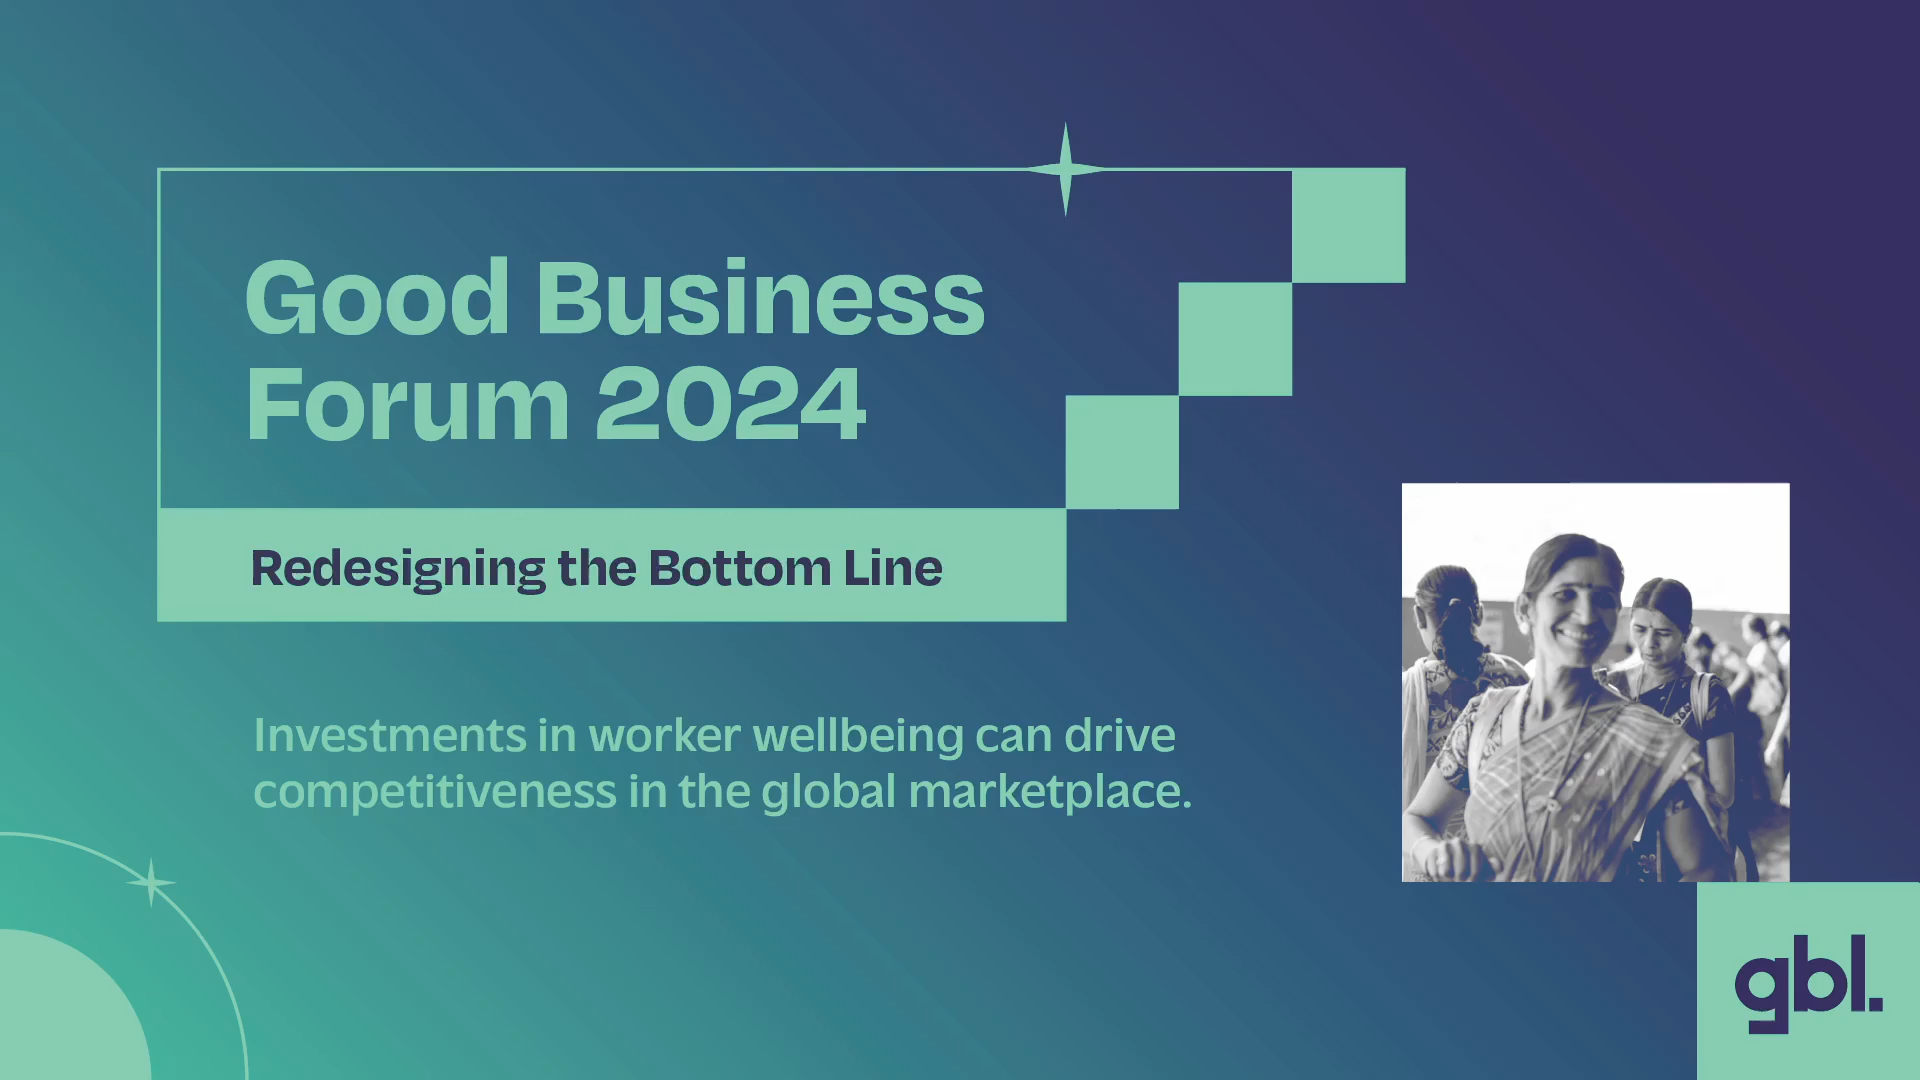 Good Business
Forum 2024
Redesigning the Bottom Line
Investments in worker wellbeing can drive
competitiveness in the global marketplace.
gbl.